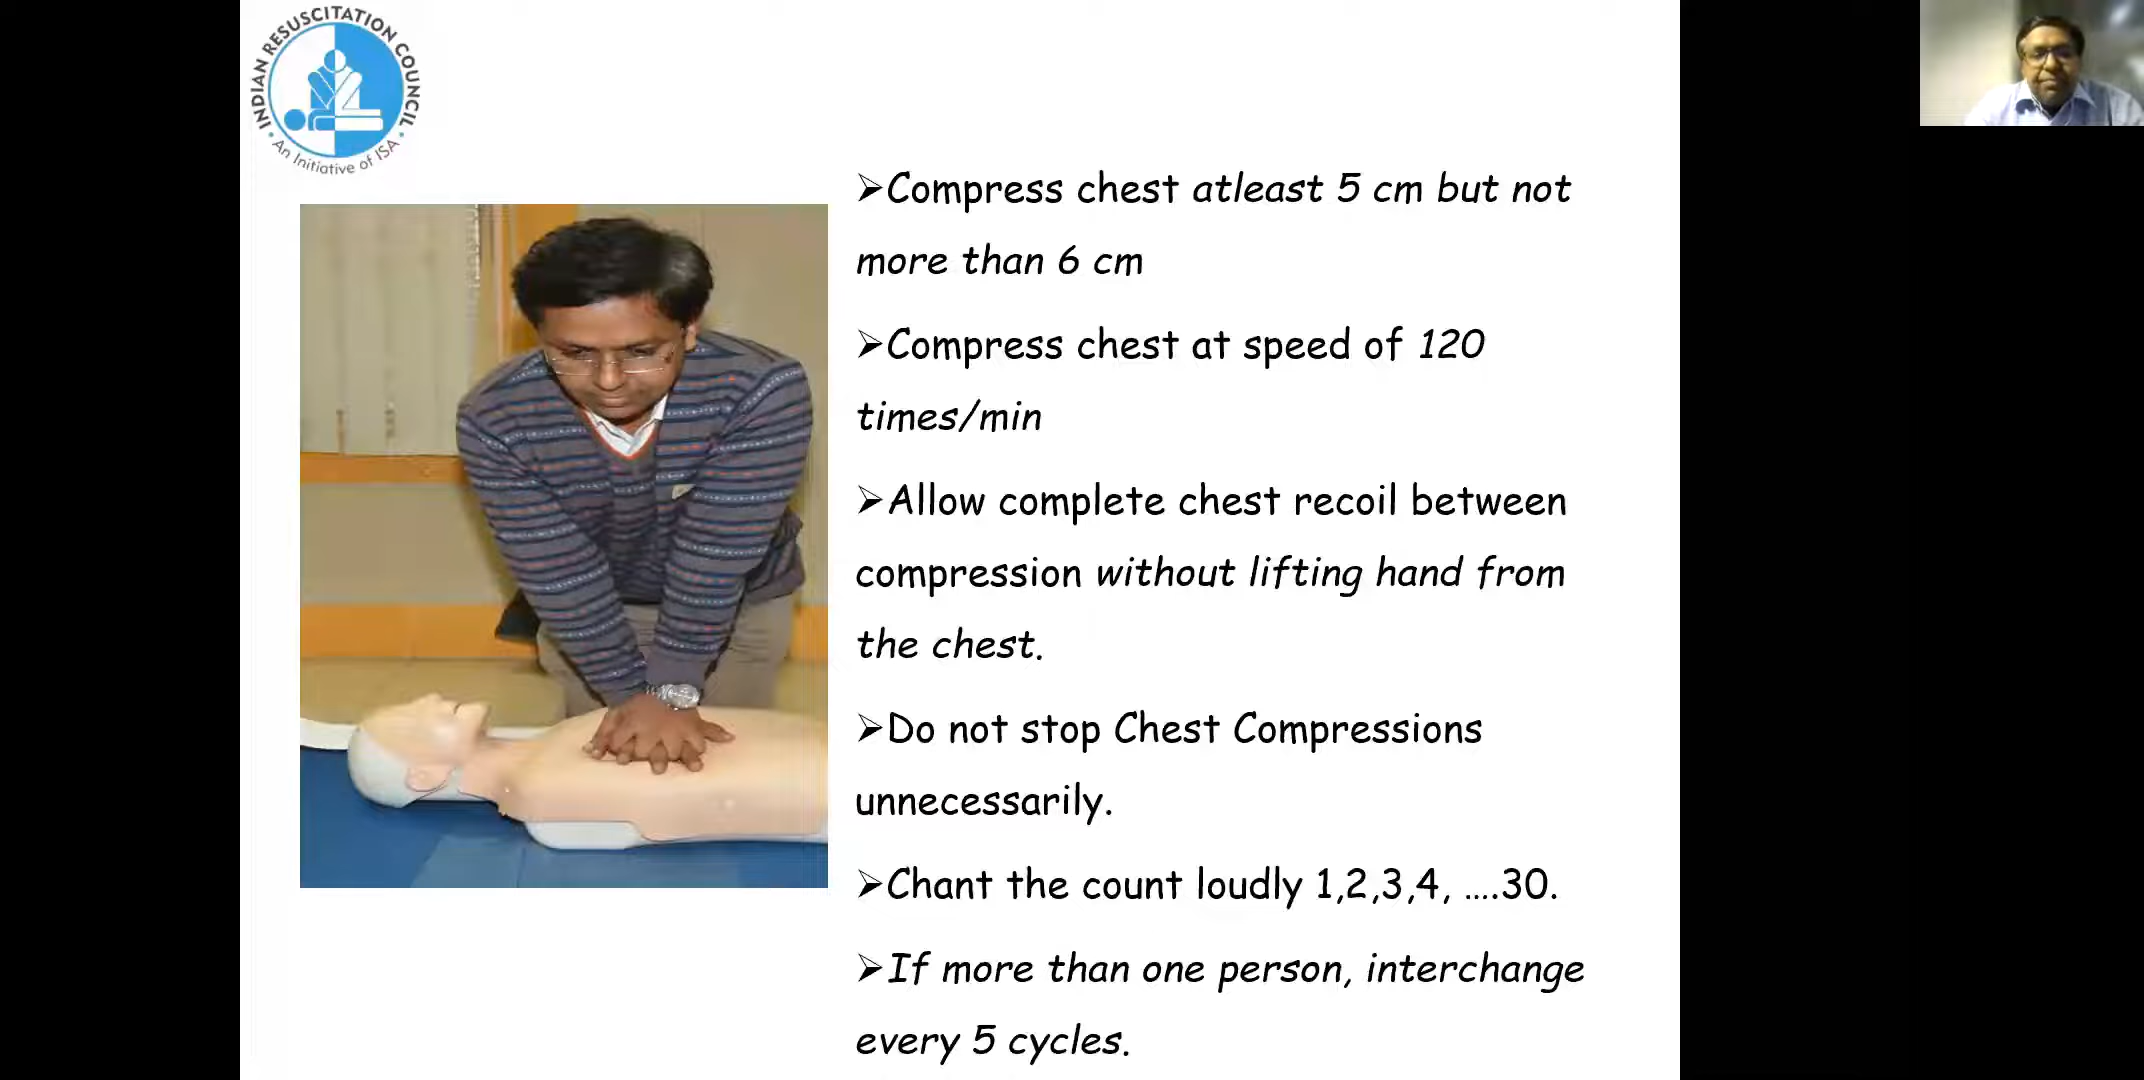 INDIAN RESUSCITATION COUNCIL
An Initiative of ISA
➢Compress chest atleast 5 cm but not
more than 6 cm
➢Compress chest at speed of 120
times/min
➢Allow complete chest recoil between
compression without lifting hand from
the chest.
➢Do not stop Chest Compressions
unnecessarily.
➢Chant the count loudly 1,2,3,4, ….30.
➢If more than one person, interchange
every 5 cycles.